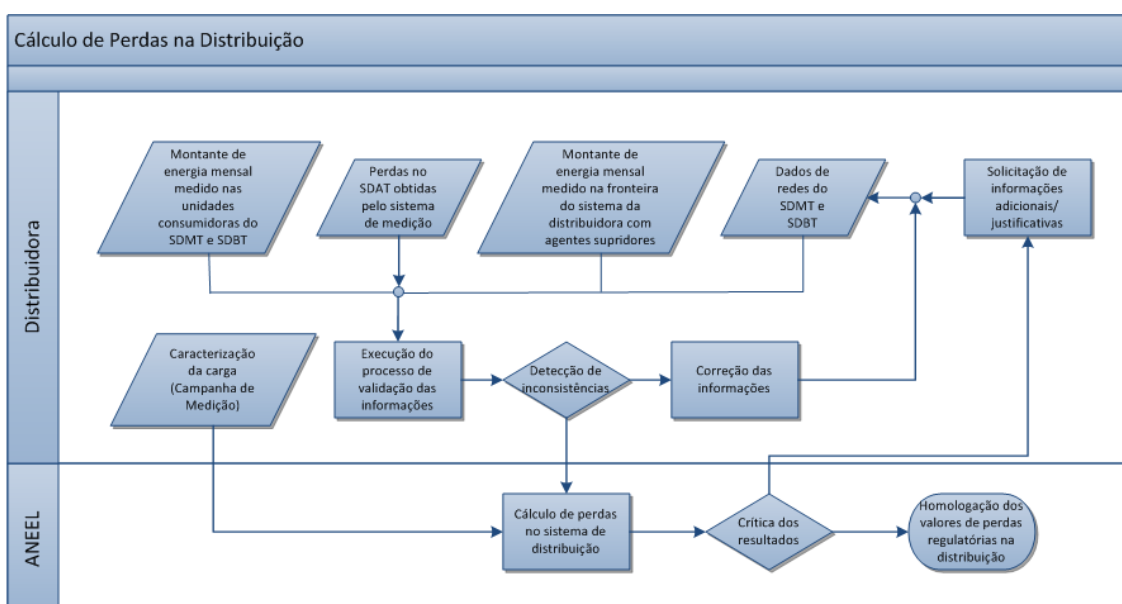 Cálculo de Perdas na Distribuição
Distribuidora
Montante de
energia mensal
medido nas
unidades
consumidoras do
SDMT e SDBT
Perdas no
SDAT obtidas
pelo sistema
de medição
Montante de
energia mensal
medido na fronteira
do sistema da
distribuidora com
agentes supridores
Dados de
redes do
SDMT e
SDBT
Solicitação de
informações
adicionais/
justificativas
Caracterização
da carga
(Campanha de
Medição)
Execução do
processo de
validação das
informações
Detecção de
inconsistências
Correção das
informações
ANEEL
Cálculo de perdas
no sistema de
distribuição
Crítica dos
resultados
Homologação dos
valores de perdas
regulatórias na
distribuição